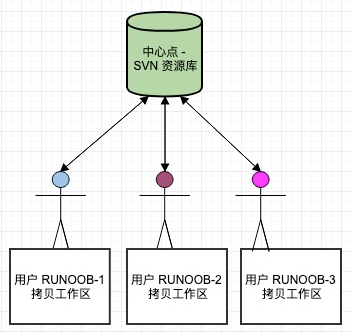 中心点 -
SVN 资源库
用户 RUNOOB-1
拷贝工作区
用户 RUNOOB-2
拷贝工作区
用户 RUNOOB-3
拷贝工作区